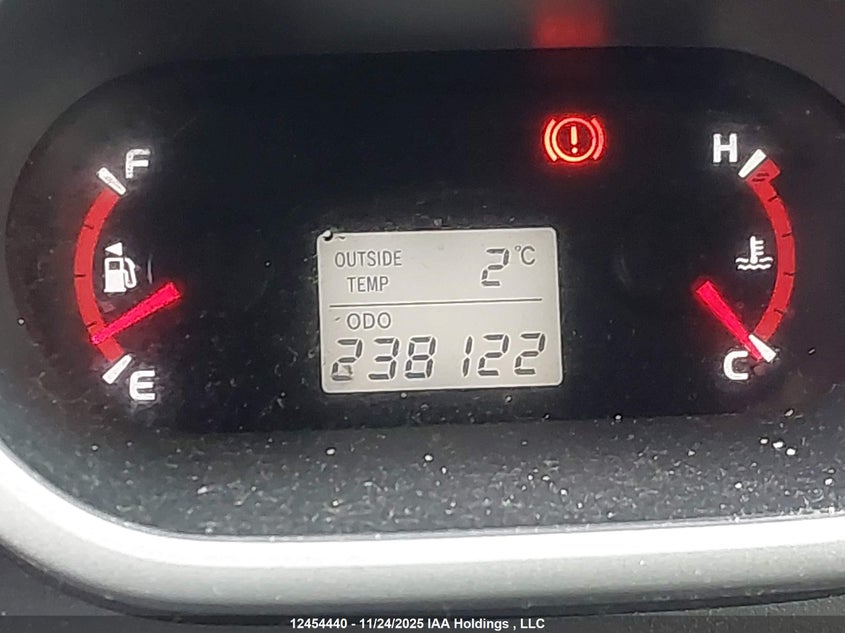 F
H
OUTSIDE TEMP 2°C
ODO
238122
E
C
12454440 - 11/24/2025 IAA Holdings , LLC